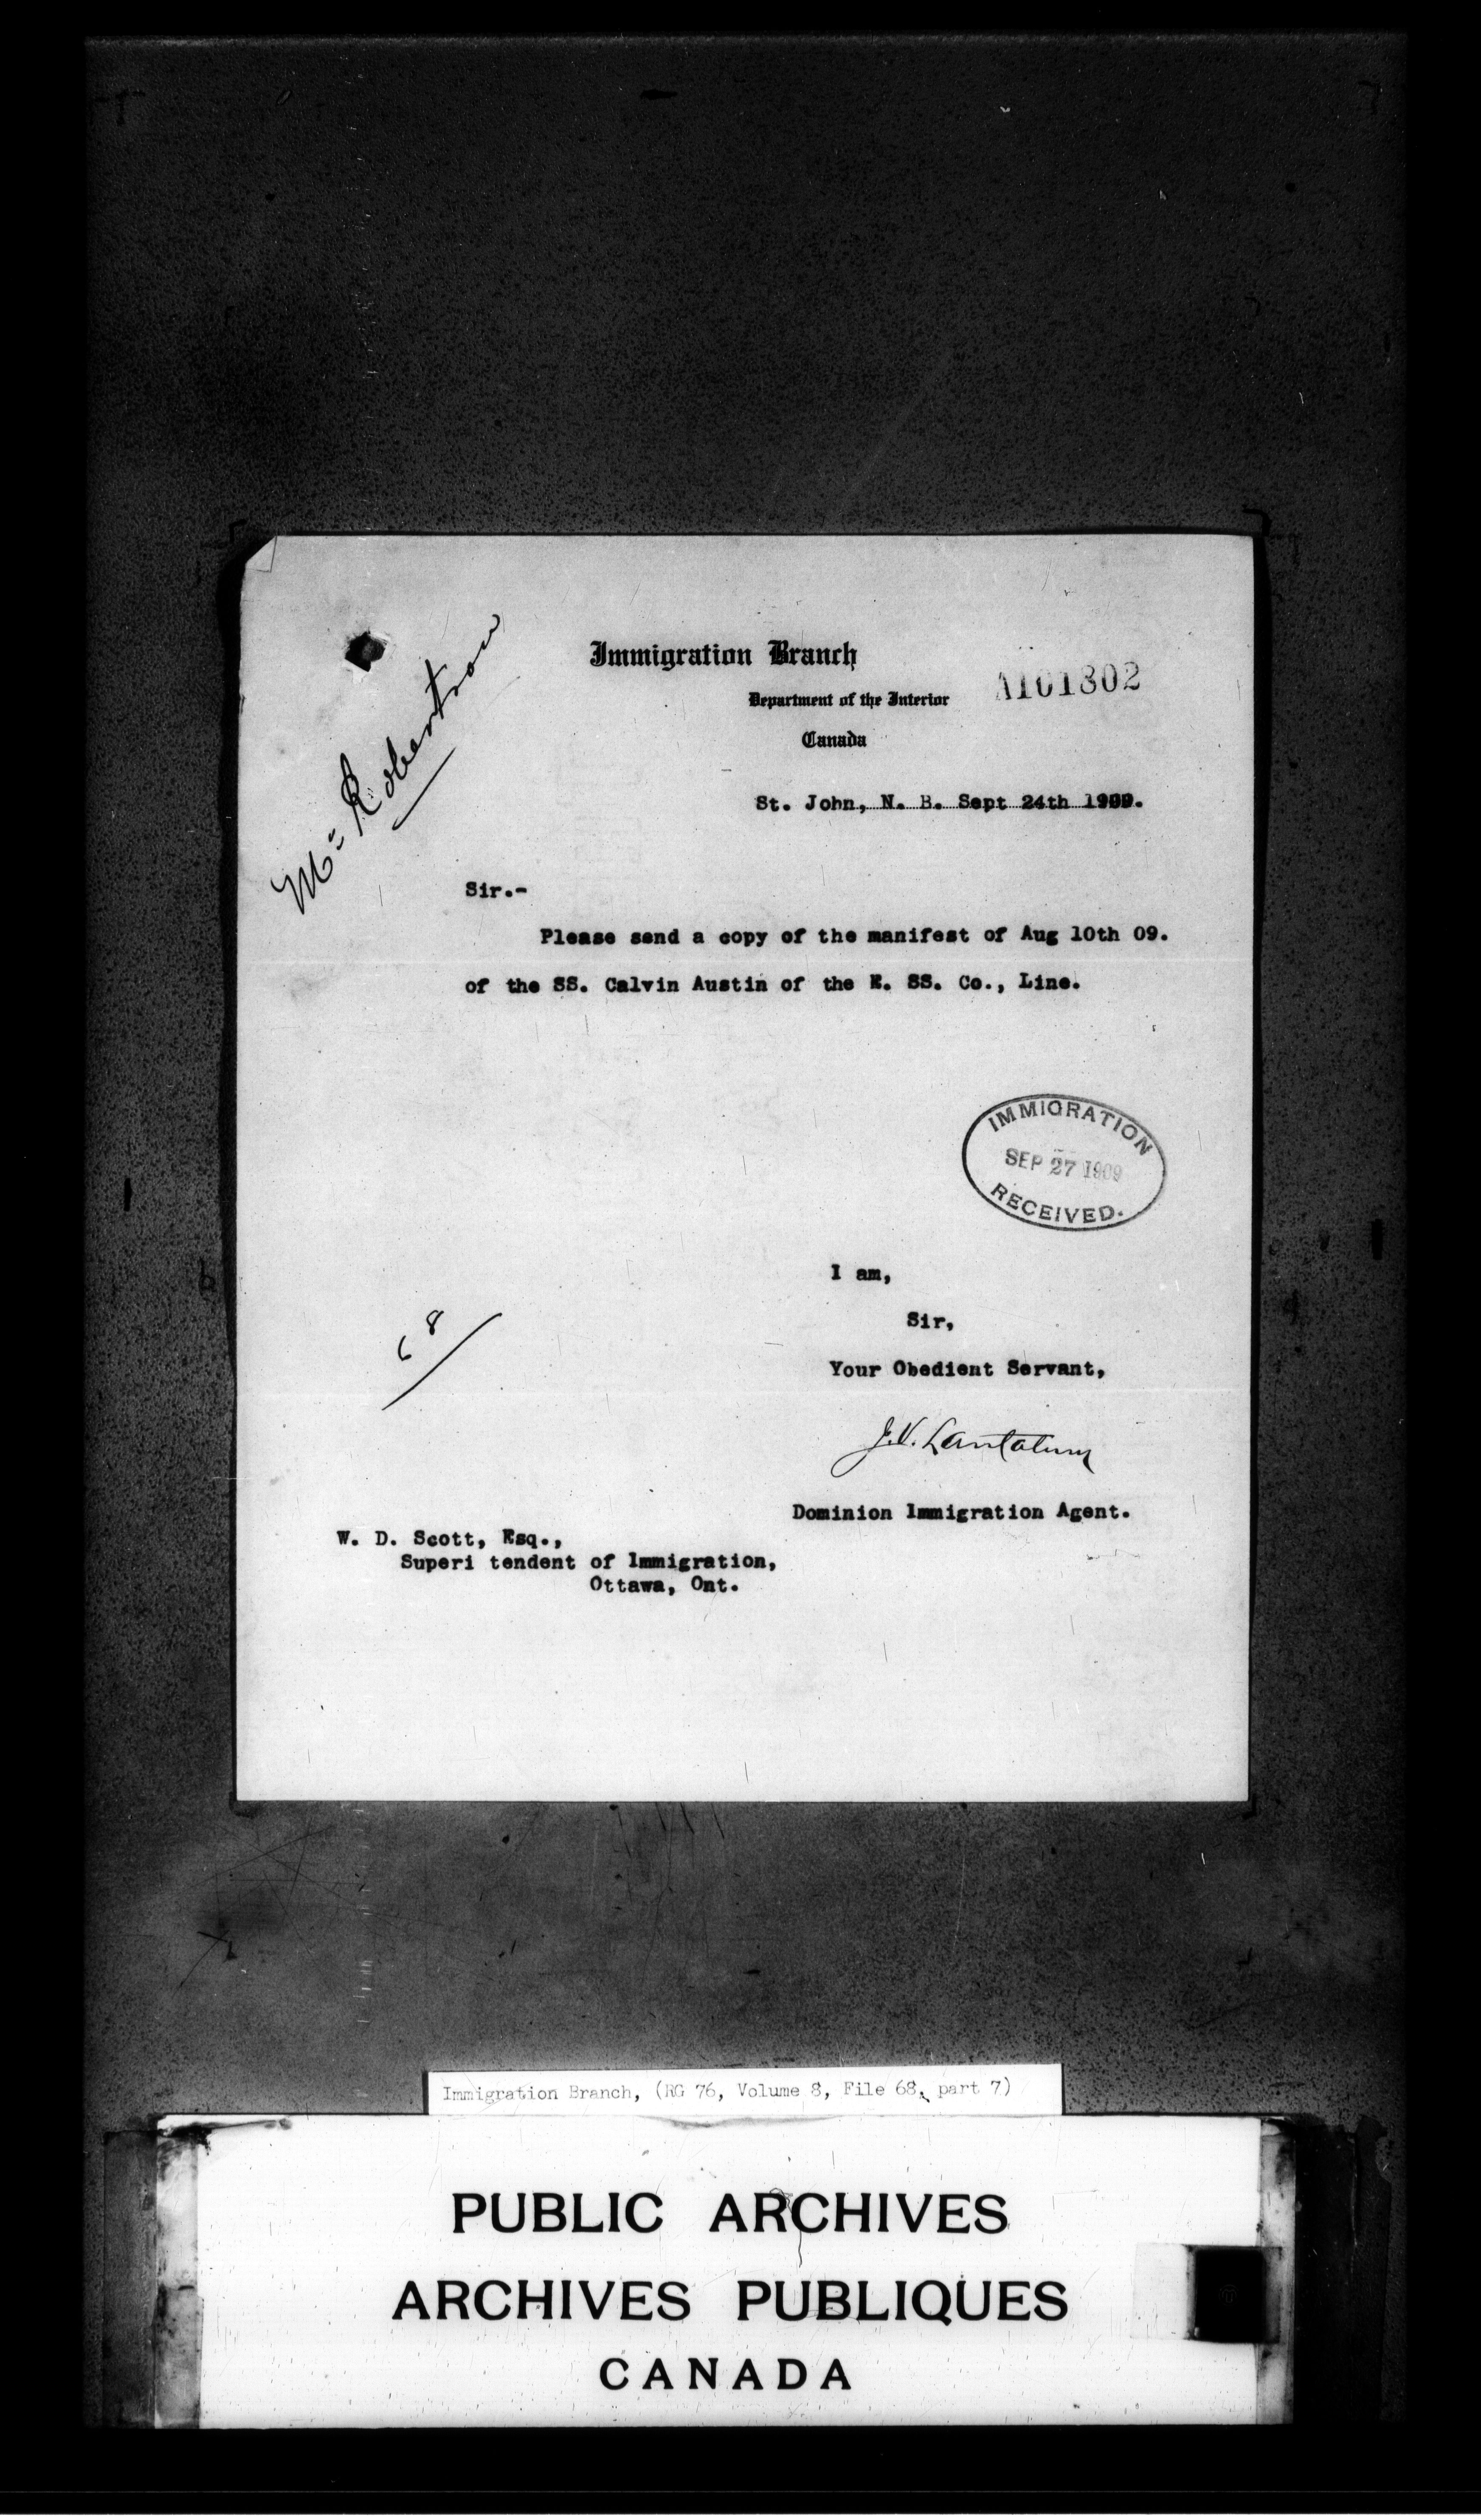 Mr Robertson
Immigration Branch
Department of the Interior
Canada
A101302
St. John, N. B. Sept 24th 1909.
Sir.-
Please send a copy of the manifest of Aug 10th 09.
of the SS. Calvin Austin of the E. SS. Co., Line.
IMMIGRATION
SEP 27 1909
RECEIVED.
I am,
Sir,
Your Obedient Servant,
68
J.V. Lantalum
Dominion Immigration Agent.
W. D. Scott, Esq.,
Superi tendent of Immigration,
Ottawa, Ont.
Immigration Branch, (RG 76, Volume 8, File 68, part 7)
PUBLIC ARCHIVES
ARCHIVES PUBLIQUES
CANADA